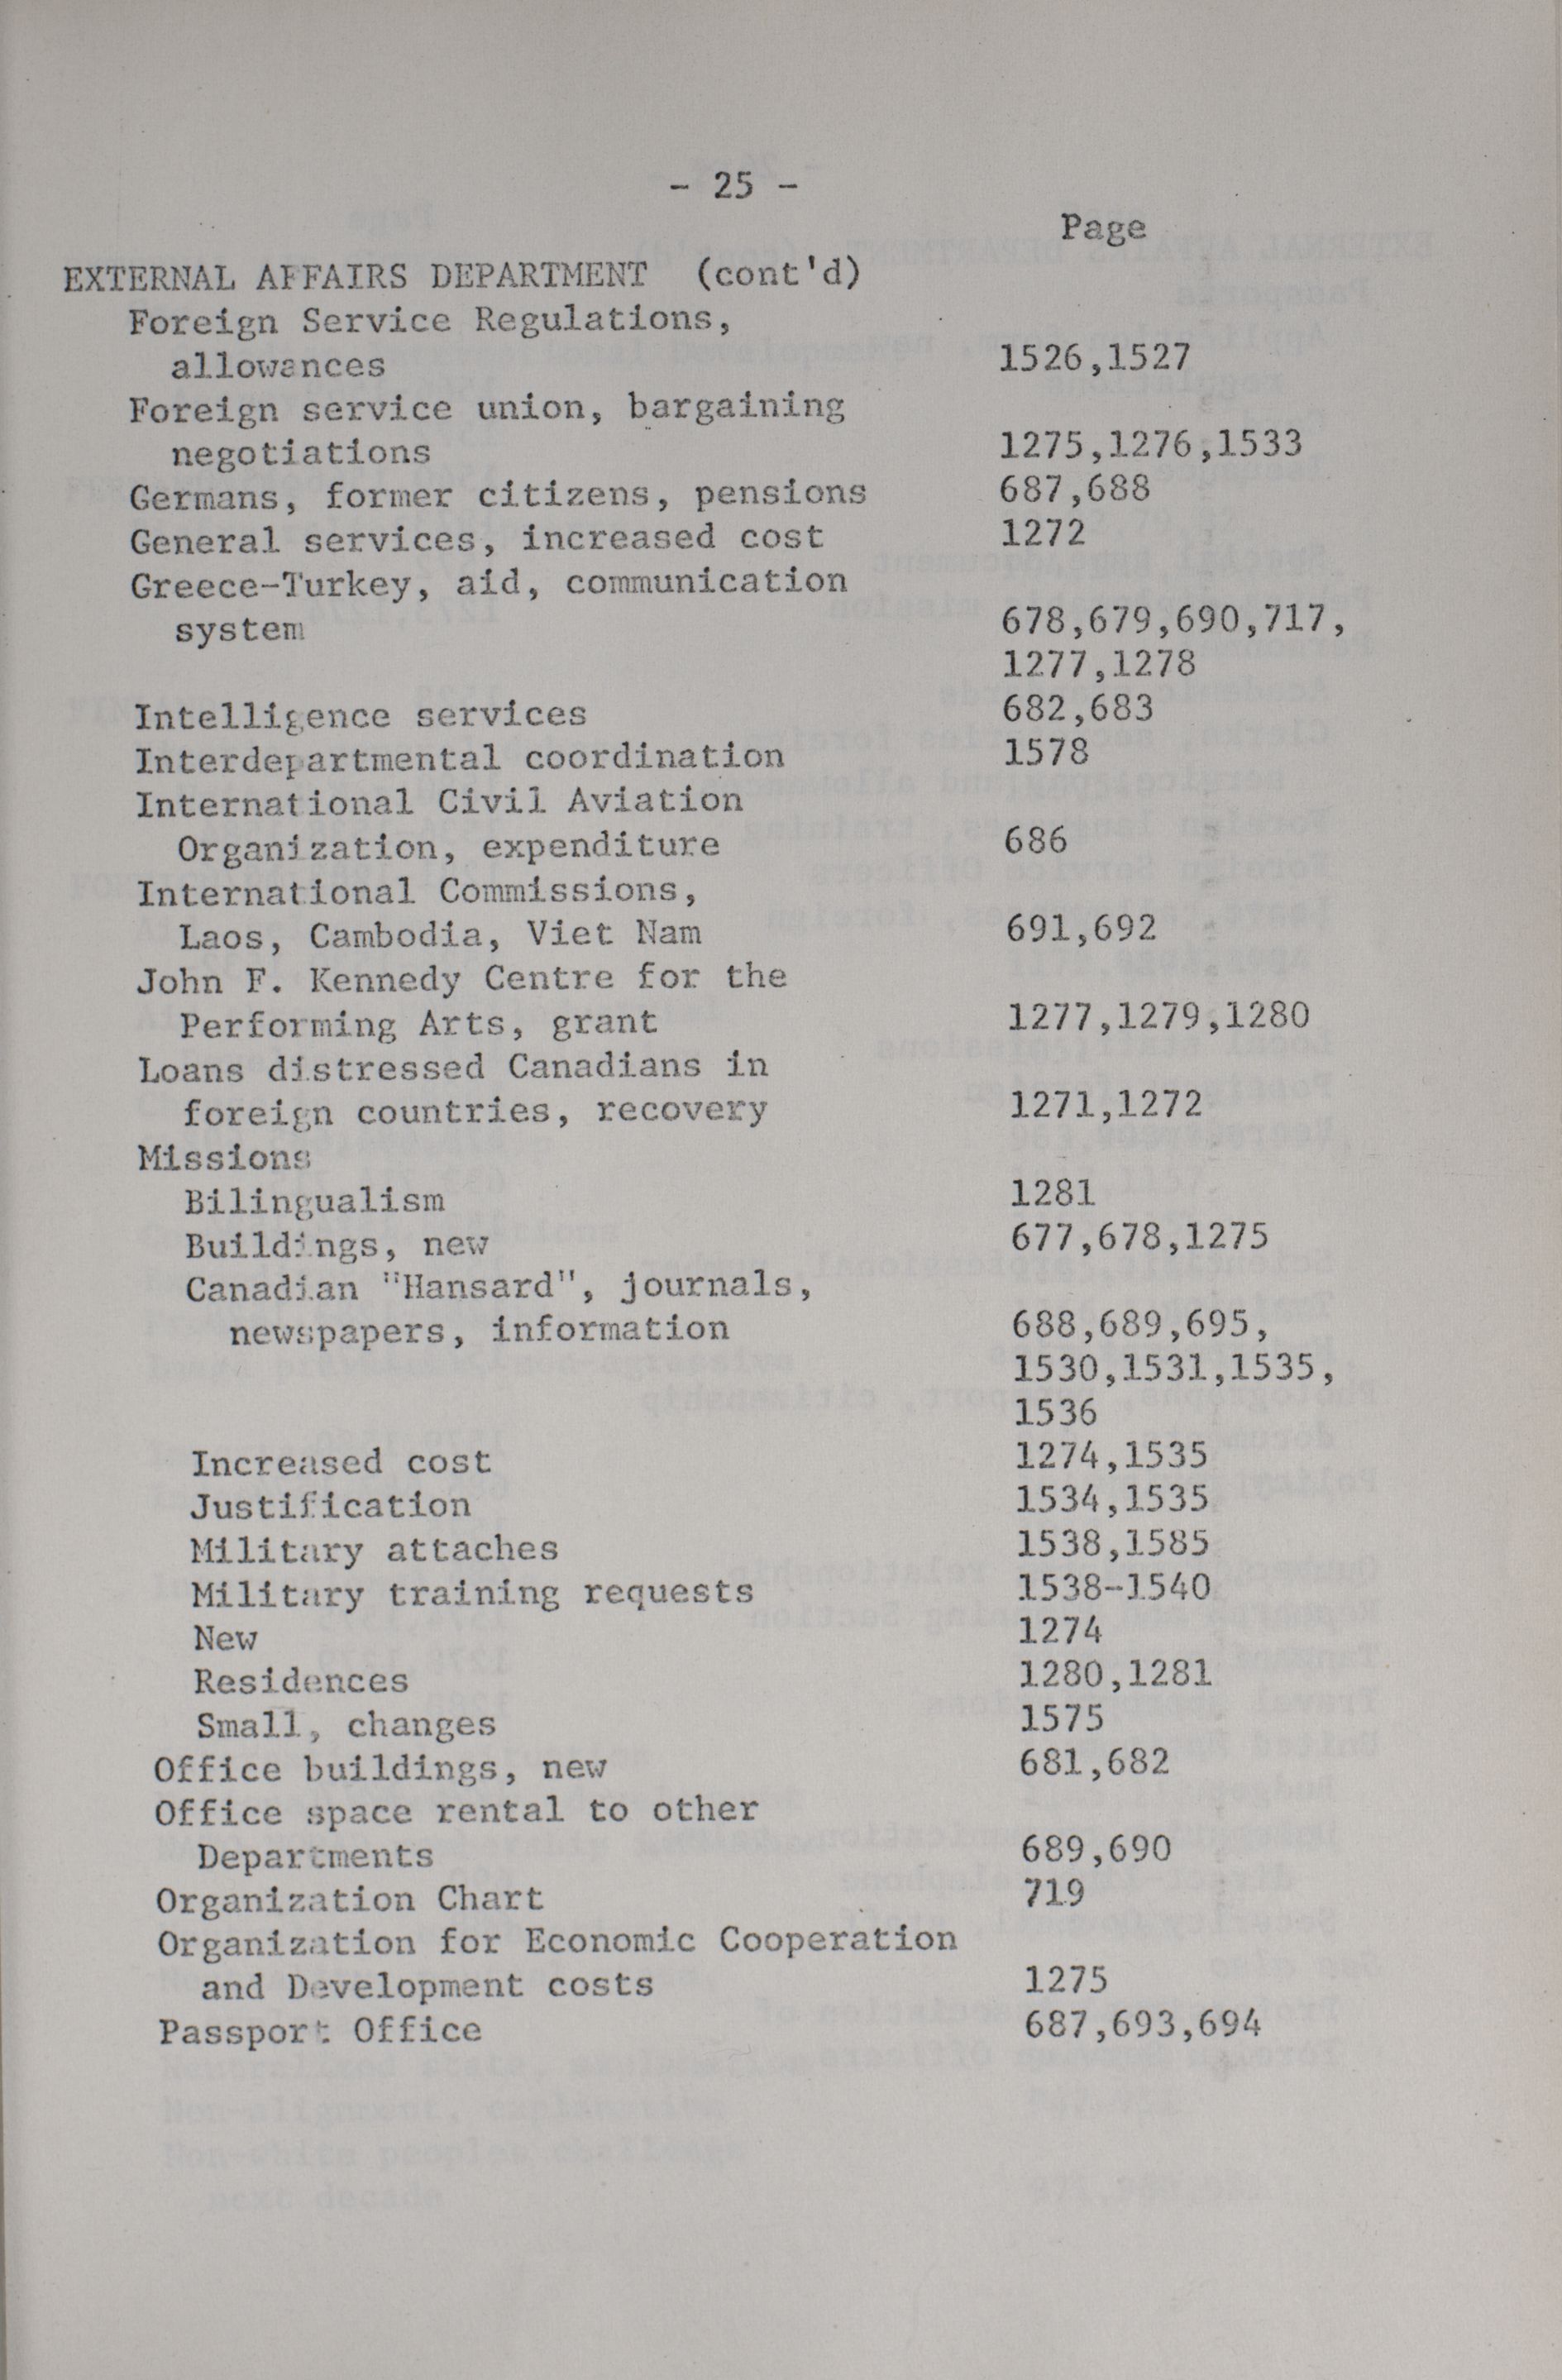 - 25 -
Page
EXTERNAL AFFAIRS DEPARTMENT (cont'd)
Foreign Service Regulations,
allowances 1526,1527
Foreign service union, bargaining
negotiations 1275,1276,1533
Germans, former citizens, pensions 687,688
General services, increased cost 1272
Greece-Turkey, aid, communication
system 678,679,690,717,
1277,1278
Intelligence services 682,683
Interdepartmental coordination 1578
International Civil Aviation
Organization, expenditure 686
International Commissions,
Laos, Cambodia, Viet Nam 691,692
John F. Kennedy Centre for the
Performing Arts, grant 1277,1279,1280
Loans distressed Canadians in
foreign countries, recovery 1271,1272
Missions
Bilingualism 1281
Buildings, new 677,678,1275
Canadian "Hansard", journals,
newspapers, information 688,689,695,
1530,1531,1535,
1536
Increased cost 1274,1535
Justification 1534,1535
Military attaches 1538,1585
Military training requests 1538-1540
New 1274
Residences 1280,1281
Small, changes 1575
Office buildings, new 681,682
Office space rental to other
Departments 689,690
Organization Chart 719
Organization for Economic Cooperation
and Development costs 1275
Passport Office 687,693,694